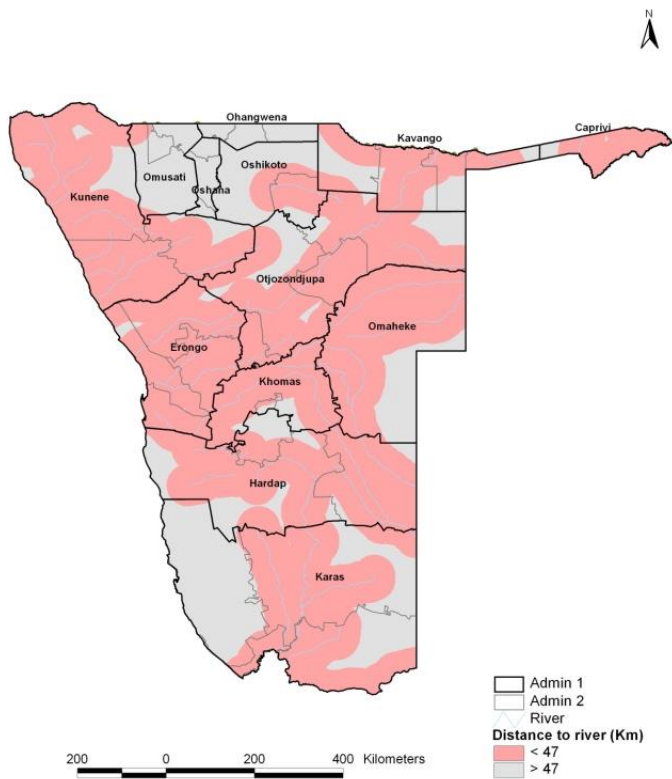 N
Ohangwena
Caprivi
Kavango
Oshikoto
Omusati
Oshana
Kunene
Otjozondjupa
Omaheke
Erongo
Khomas
Hardap
Karas
Admin 1
Admin 2
River
Distance to river (Km)
< 47
> 47
200 0 200 400 Kilometers